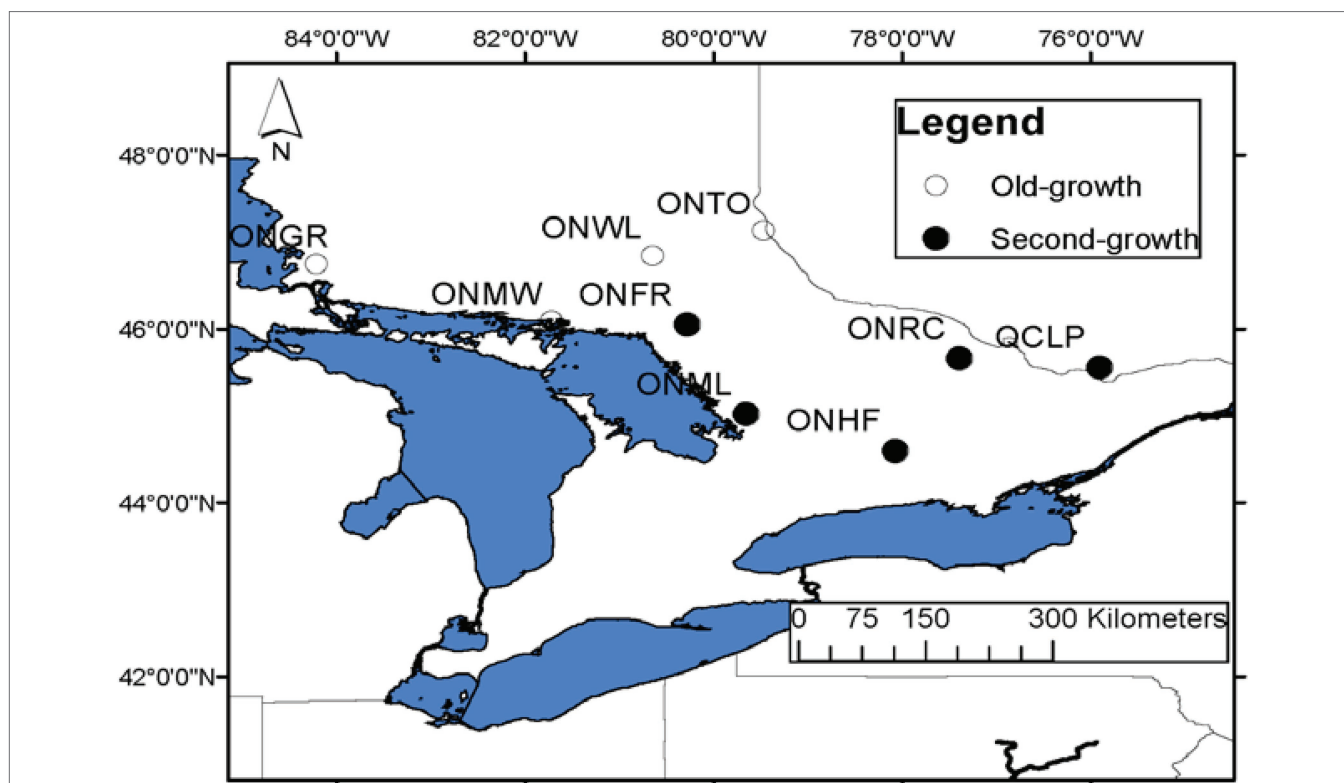 84°0'0"W 82°0'0"W 80°0'0"W 78°0'0"W 76°0'0"W
N
Legend
Old-growth
Second-growth
48°0'0"N
46°0'0"N
44°0'0"N
42°0'0"N
ONTO
ONWL
ONGR
ONMW
ONFR
ONRC
QCLP
ONML
ONHF
0 75 150 300 Kilometers